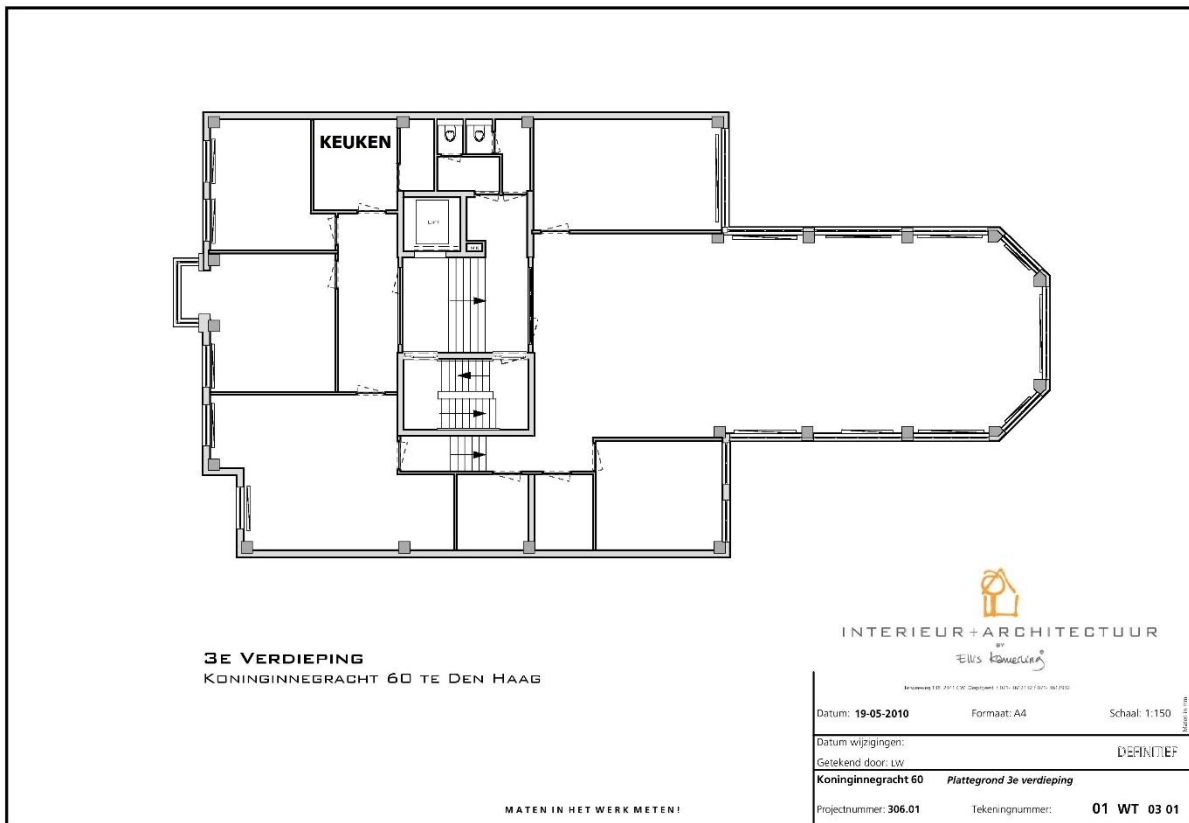 KEUKEN
LIFT
3E VERDIEPING
KONINGINNEGRACHT 60 TE DEN HAAG
MATEN IN HET WERK METEN!
INTERIEUR+ARCHITECTUUR
BY
Ellis Kamerling
Datum: 19-05-2010 Formaat: A4 Schaal: 1:150
Datum wijzigingen:
DEFINITIEF
Getekend door: LW
Koninginnegracht 60 Plattegrond 3e verdieping
Projectnummer: 306.01 Tekeningnummer: 01 WT 03 01